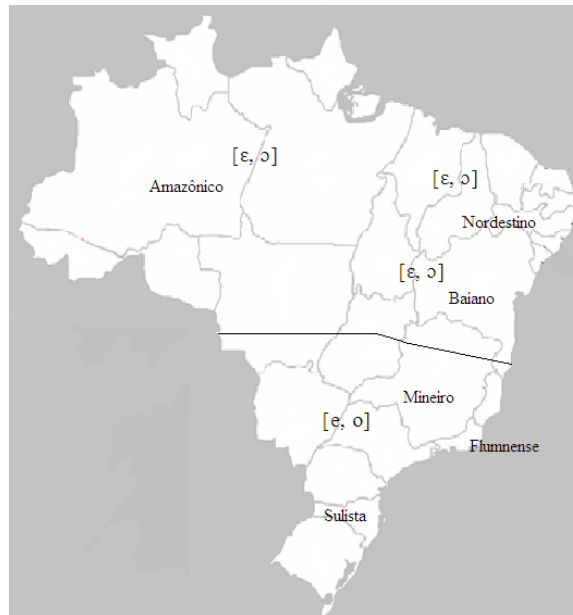 [ε, ɔ]
Amazônico
[ε, ɔ]
Nordestino
[ε, ɔ]
Baiano
Mineiro
[e, o]
Flumnense
Sulista